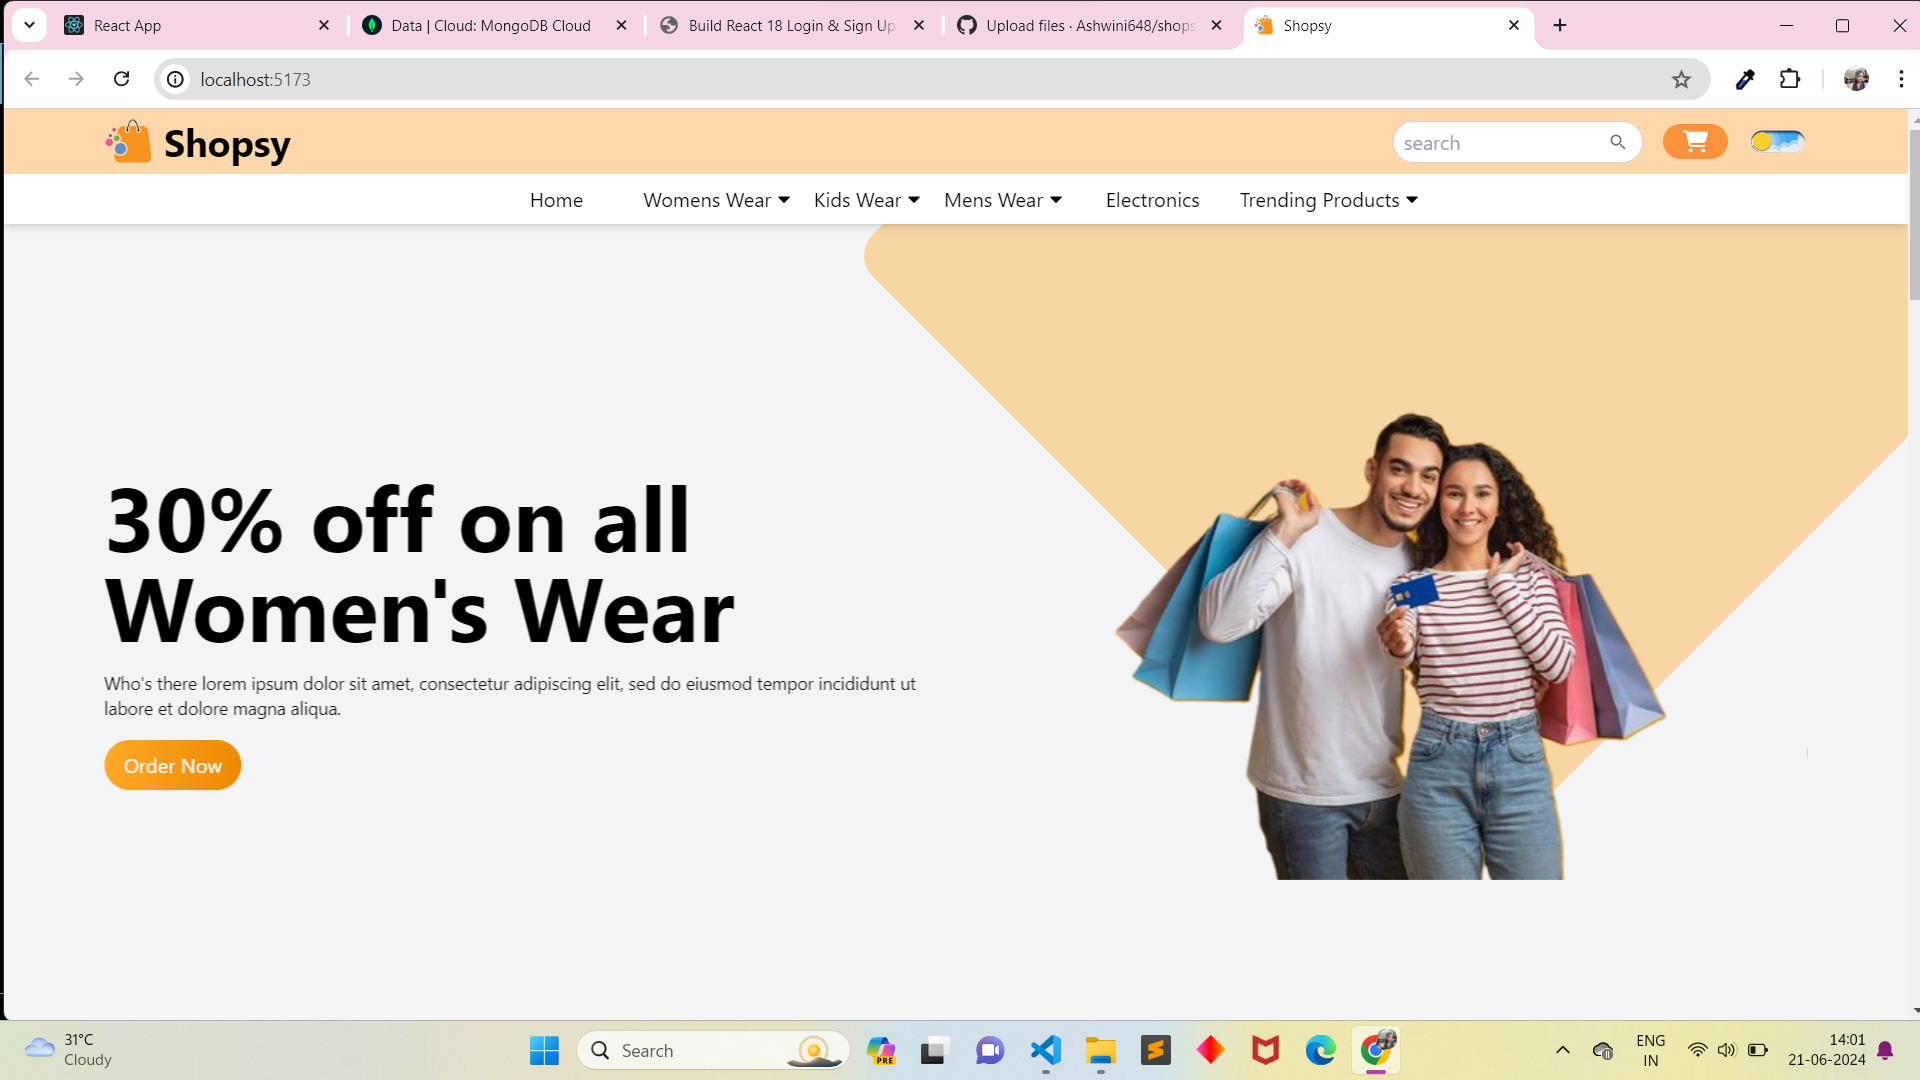 React App
Data | Cloud: MongoDB Cloud
Build React 18 Login & Sign Up
Upload files · Ashwini648/shops
Shopsy
localhost:5173
Shopsy
search
Home
Womens Wear
Kids Wear
Mens Wear
Electronics
Trending Products
30% off on all
Women's Wear
Who's there lorem ipsum dolor sit amet, consectetur adipiscing elit, sed do eiusmod tempor incididunt ut
labore et dolore magna aliqua.
Order Now
31°C
Cloudy
Search
PRE
ENG
IN
14:01
21-06-2024